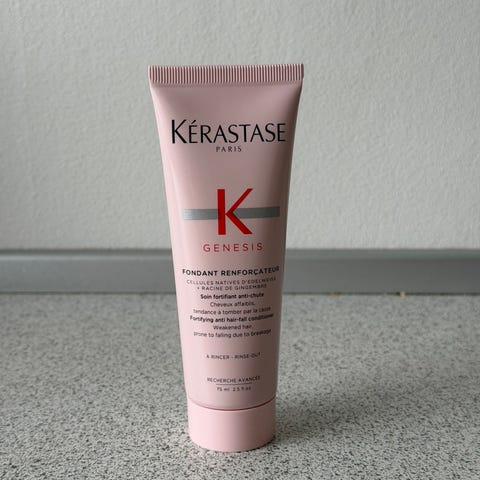 KÉRASTASE
PARIS
K
GENESIS
FONDANT RENFORÇATEUR
CELLULES NATIVES D'EDELWEISS
+ RACINE DE GINGEMBRE
Soin fortifiant anti-chute
Cheveux affaiblis,
tendance à tomber par la casse
Fortifying anti hair-fall conditioner
Weakened hair,
prone to falling due to breakage
À RINCER - RINSE-OUT
RECHERCHE AVANCÉE
75 ml 2.5 fl oz